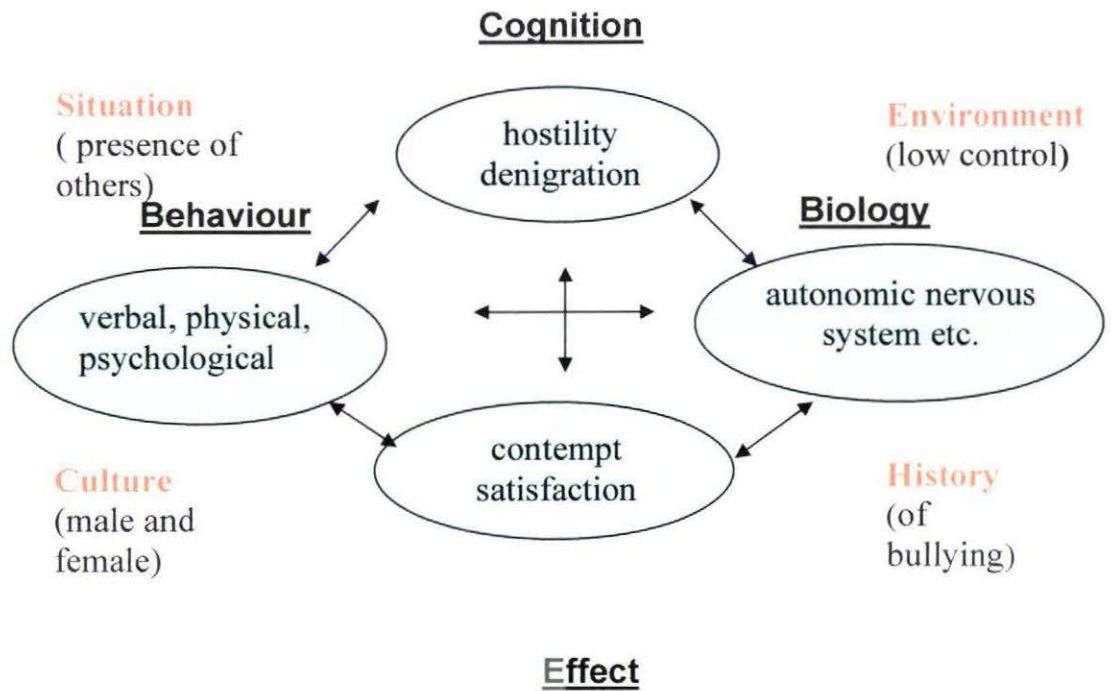 Cognition
Situation
( presence of
others)
hostility
denigration
Environment
(low control)
Behaviour
Biology
verbal, physical,
psychological
autonomic nervous
system etc.
contempt
satisfaction
Culture
(male and
female)
History
(of
bullying)
Effect